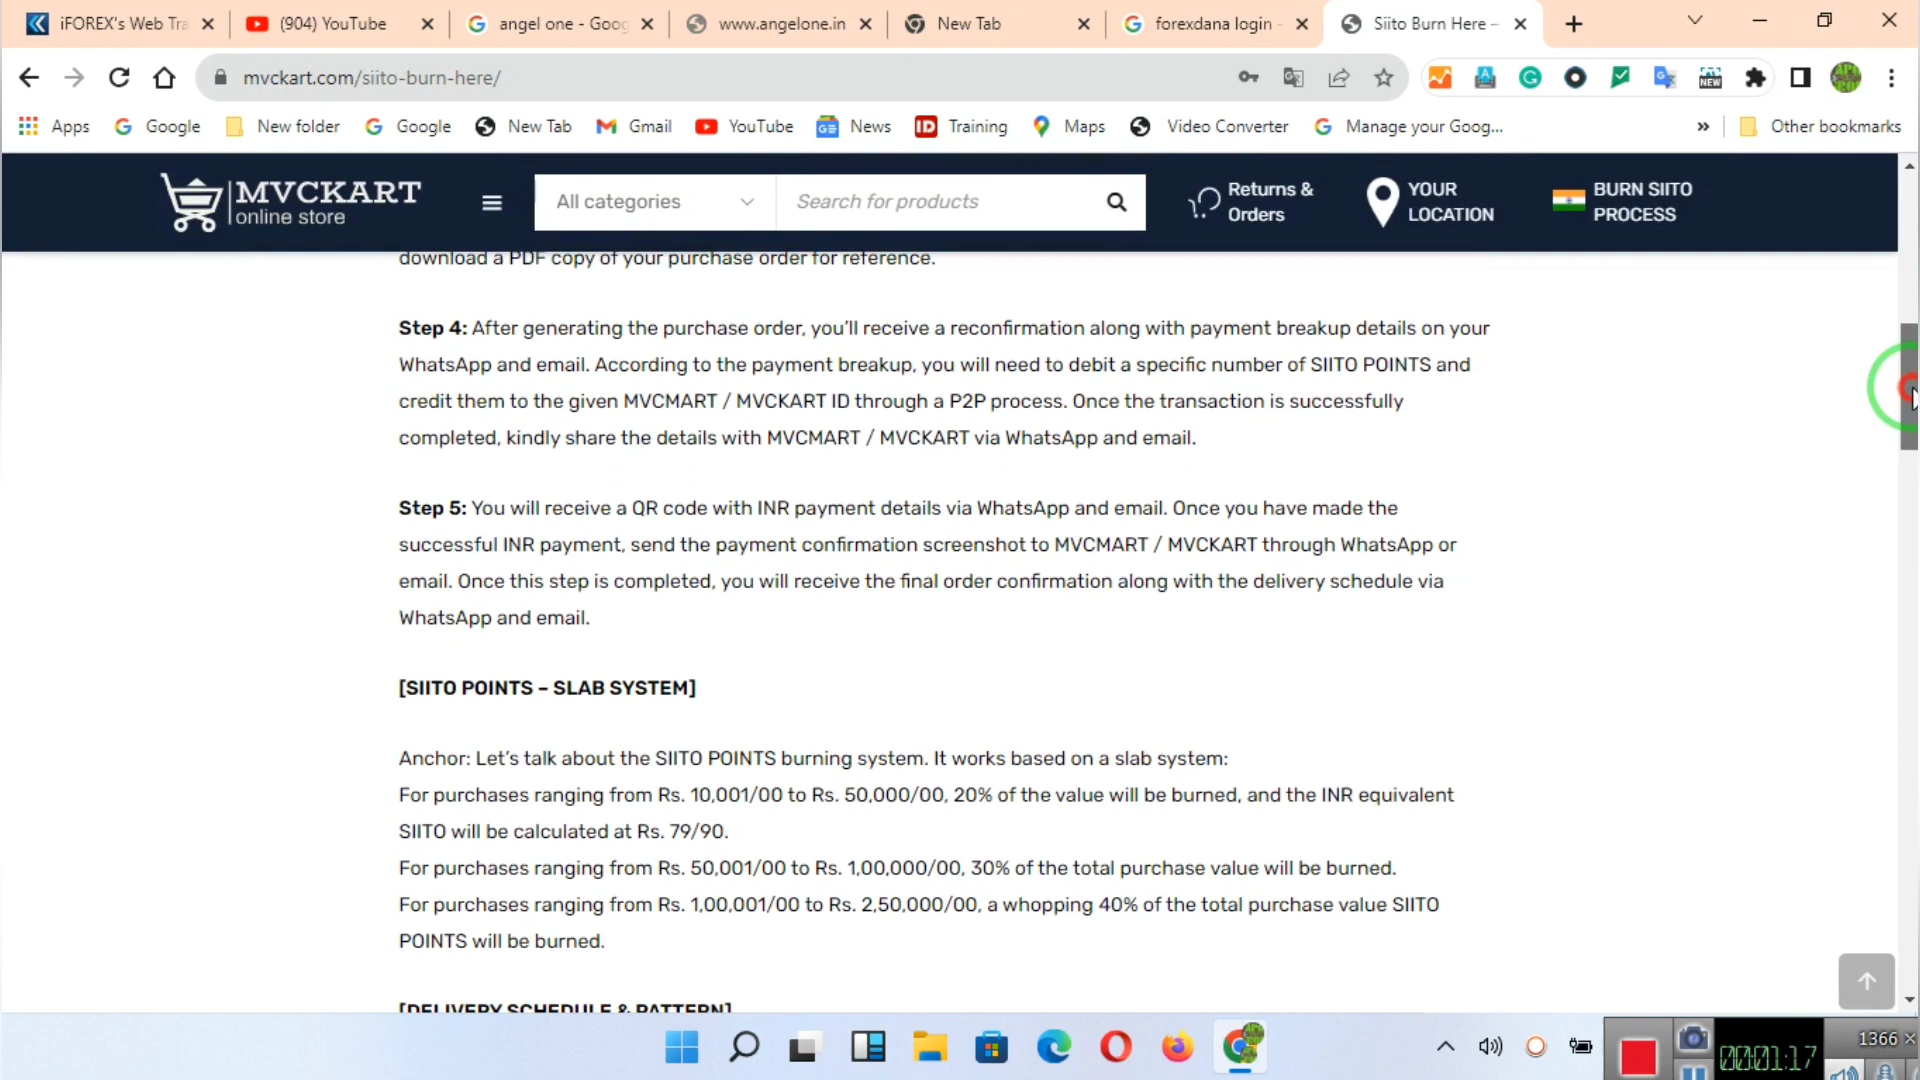 iFOREX's Web Tra
(904) YouTube
angel one - Goog
www.angelone.in
New Tab
forexdana login -
Siito Burn Here –
mvckart.com/siito-burn-here/
NEW
Apps
Google
New folder
Google
New Tab
Gmail
YouTube
News
Training
Maps
Video Converter
Manage your Goog...
»
Other bookmarks
MVCKART
online store
All categories
Search for products
Returns &
Orders
YOUR
LOCATION
BURN SIITO
PROCESS
download a PDF copy of your purchase order for reference.
Step 4: After generating the purchase order, you’ll receive a reconfirmation along with payment breakup details on your
WhatsApp and email. According to the payment breakup, you will need to debit a specific number of SIITO POINTS and
credit them to the given MVCMART / MVCKART ID through a P2P process. Once the transaction is successfully
completed, kindly share the details with MVCMART / MVCKART via WhatsApp and email.
Step 5: You will receive a QR code with INR payment details via WhatsApp and email. Once you have made the
successful INR payment, send the payment confirmation screenshot to MVCMART / MVCKART through WhatsApp or
email. Once this step is completed, you will receive the final order confirmation along with the delivery schedule via
WhatsApp and email.
[SIITO POINTS – SLAB SYSTEM]
Anchor: Let’s talk about the SIITO POINTS burning system. It works based on a slab system:
For purchases ranging from Rs. 10,001/00 to Rs. 50,000/00, 20% of the value will be burned, and the INR equivalent
SIITO will be calculated at Rs. 79/90.
For purchases ranging from Rs. 50,001/00 to Rs. 1,00,000/00, 30% of the total purchase value will be burned.
For purchases ranging from Rs. 1,00,001/00 to Rs. 2,50,000/00, a whopping 40% of the total purchase value SIITO
POINTS will be burned.
[DELIVERY SCHEDULE & PATTERN]
00:01:17
1366 ×